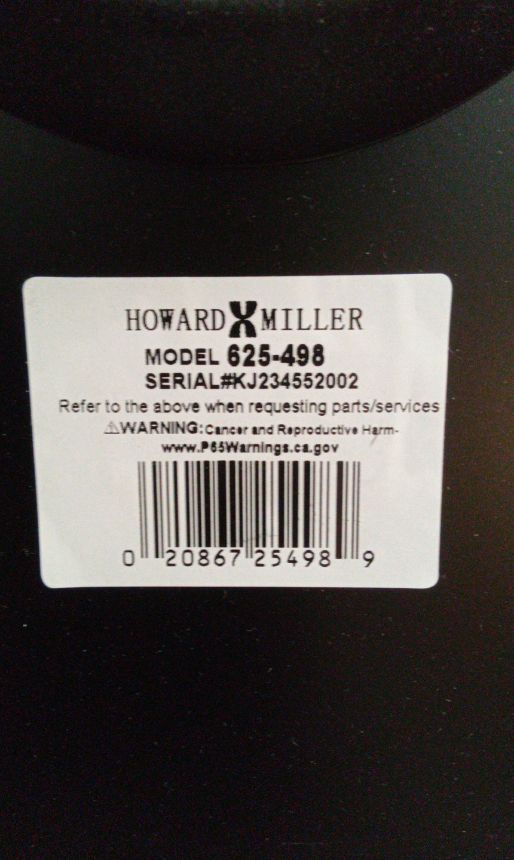 HOWARD MILLER
MODEL 625-498
SERIAL#KJ234552002
Refer to the above when requesting parts/services
⚠WARNING:Cancer and Reproductive Harm-
www.P65Warnings.ca.gov
0 20867 25498 9